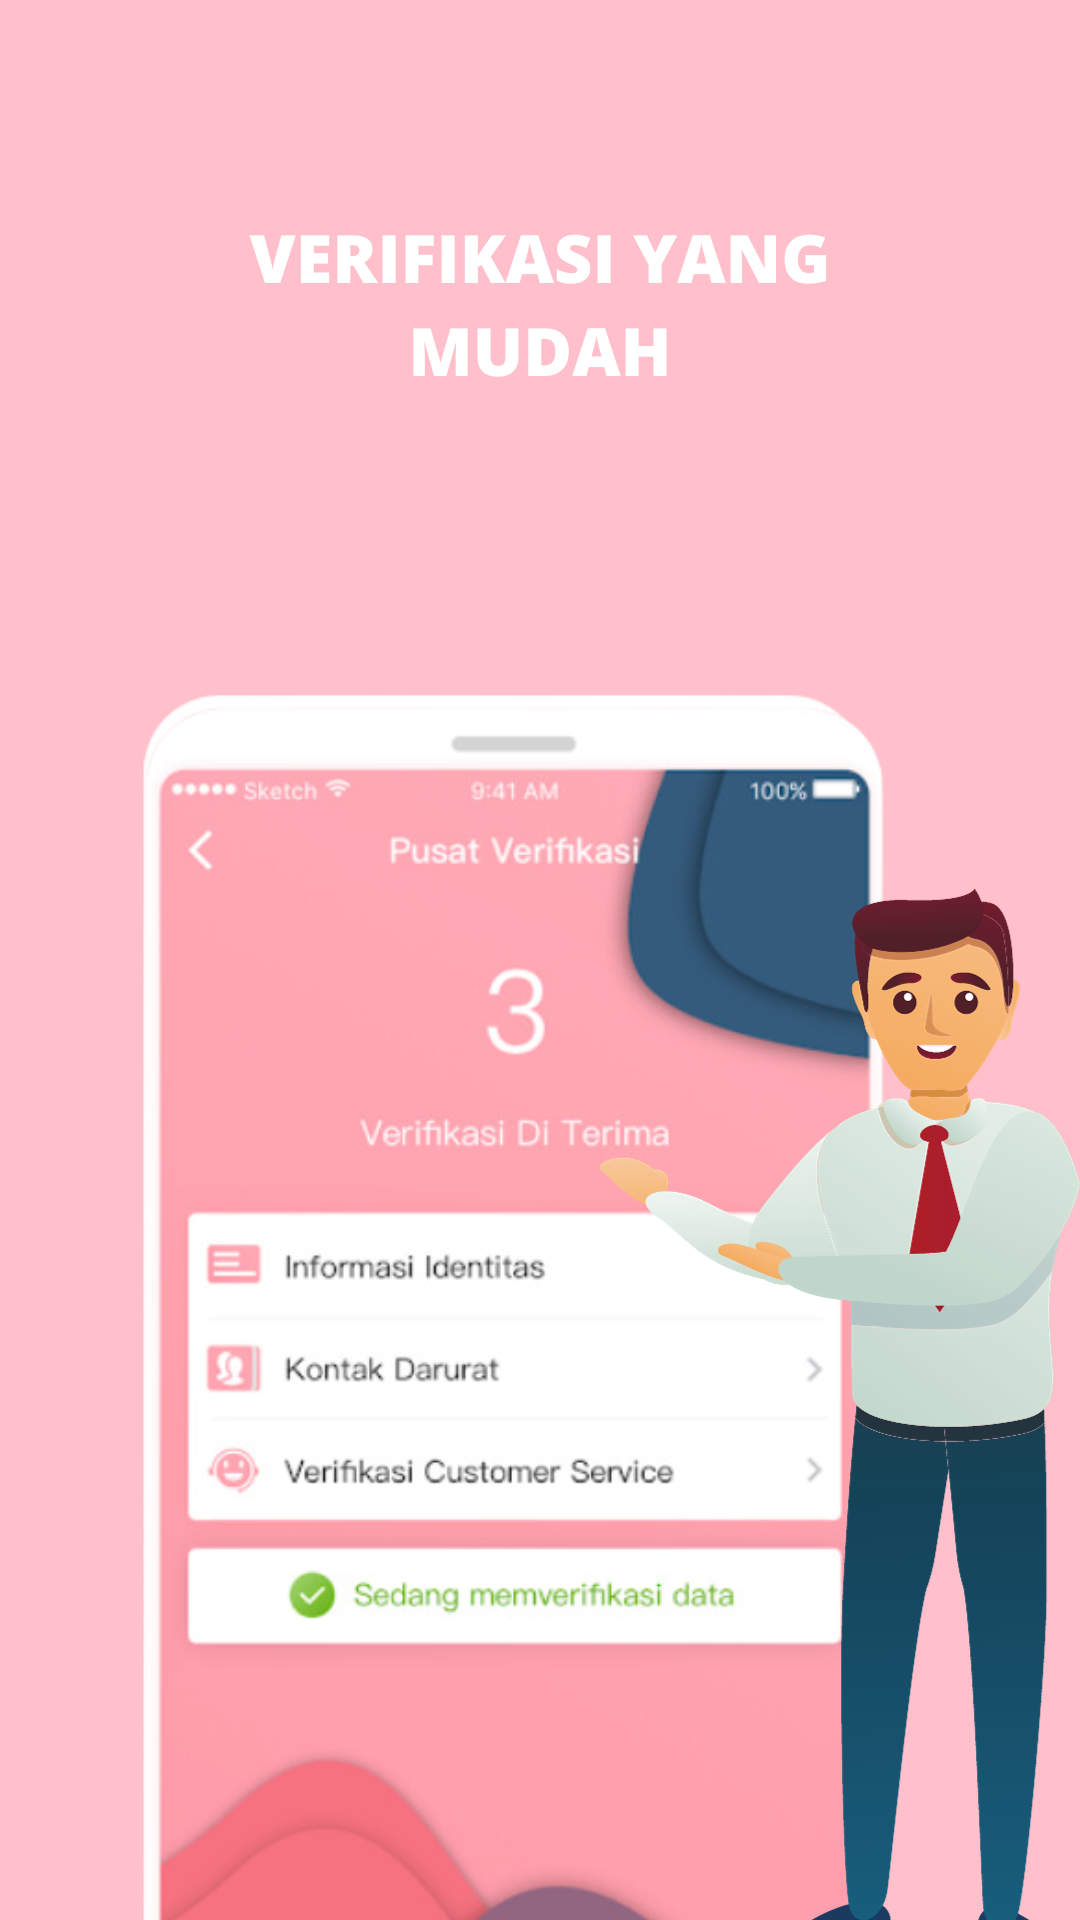 VERIFIKASI YANG
MUDAH
Sketch 9:41 AM 100%
Pusat Verifikasi
3
Verifikasi Di Terima
Informasi Identitas
Kontak Darurat
Verifikasi Customer Service
Sedang memverifikasi data